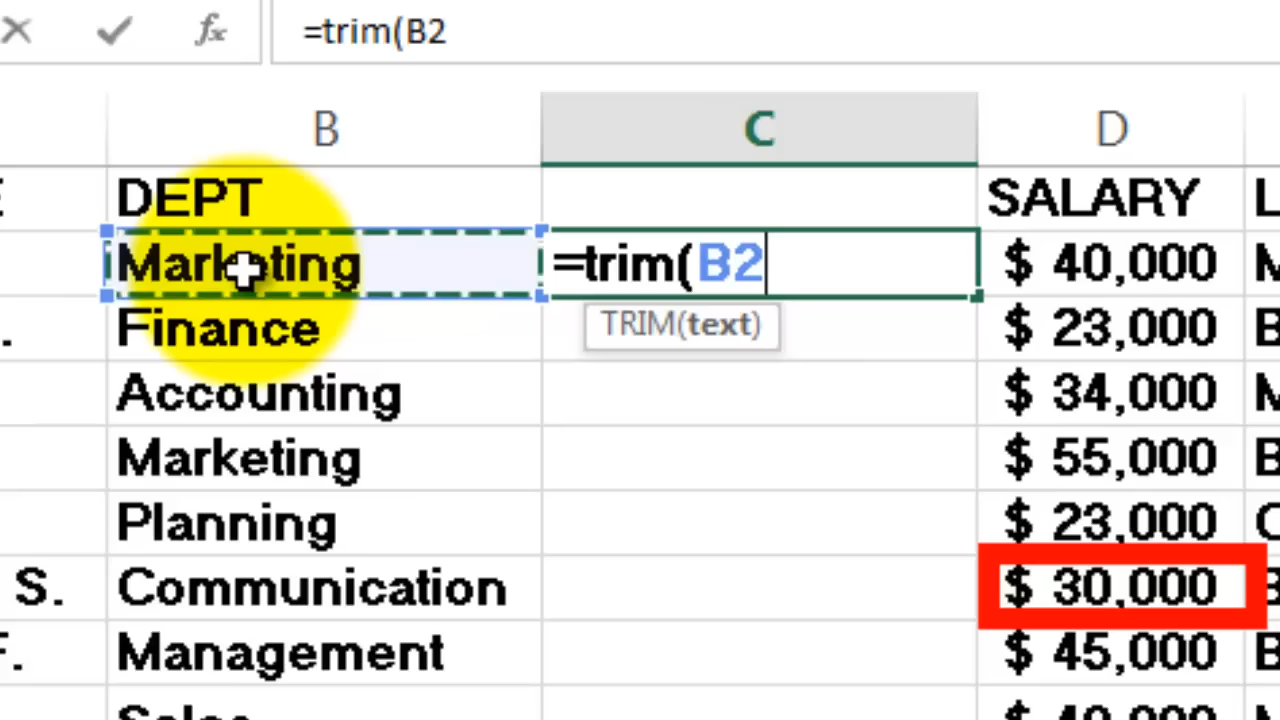 fx =trim(B2
B C D
DEPT SALARY
Marketing =trim(B2 $ 40,000
TRIM(text)
. Finance $ 23,000
Accounting $ 34,000
Marketing $ 55,000
Planning $ 23,000
S. Communication $ 30,000
F. Management $ 45,000